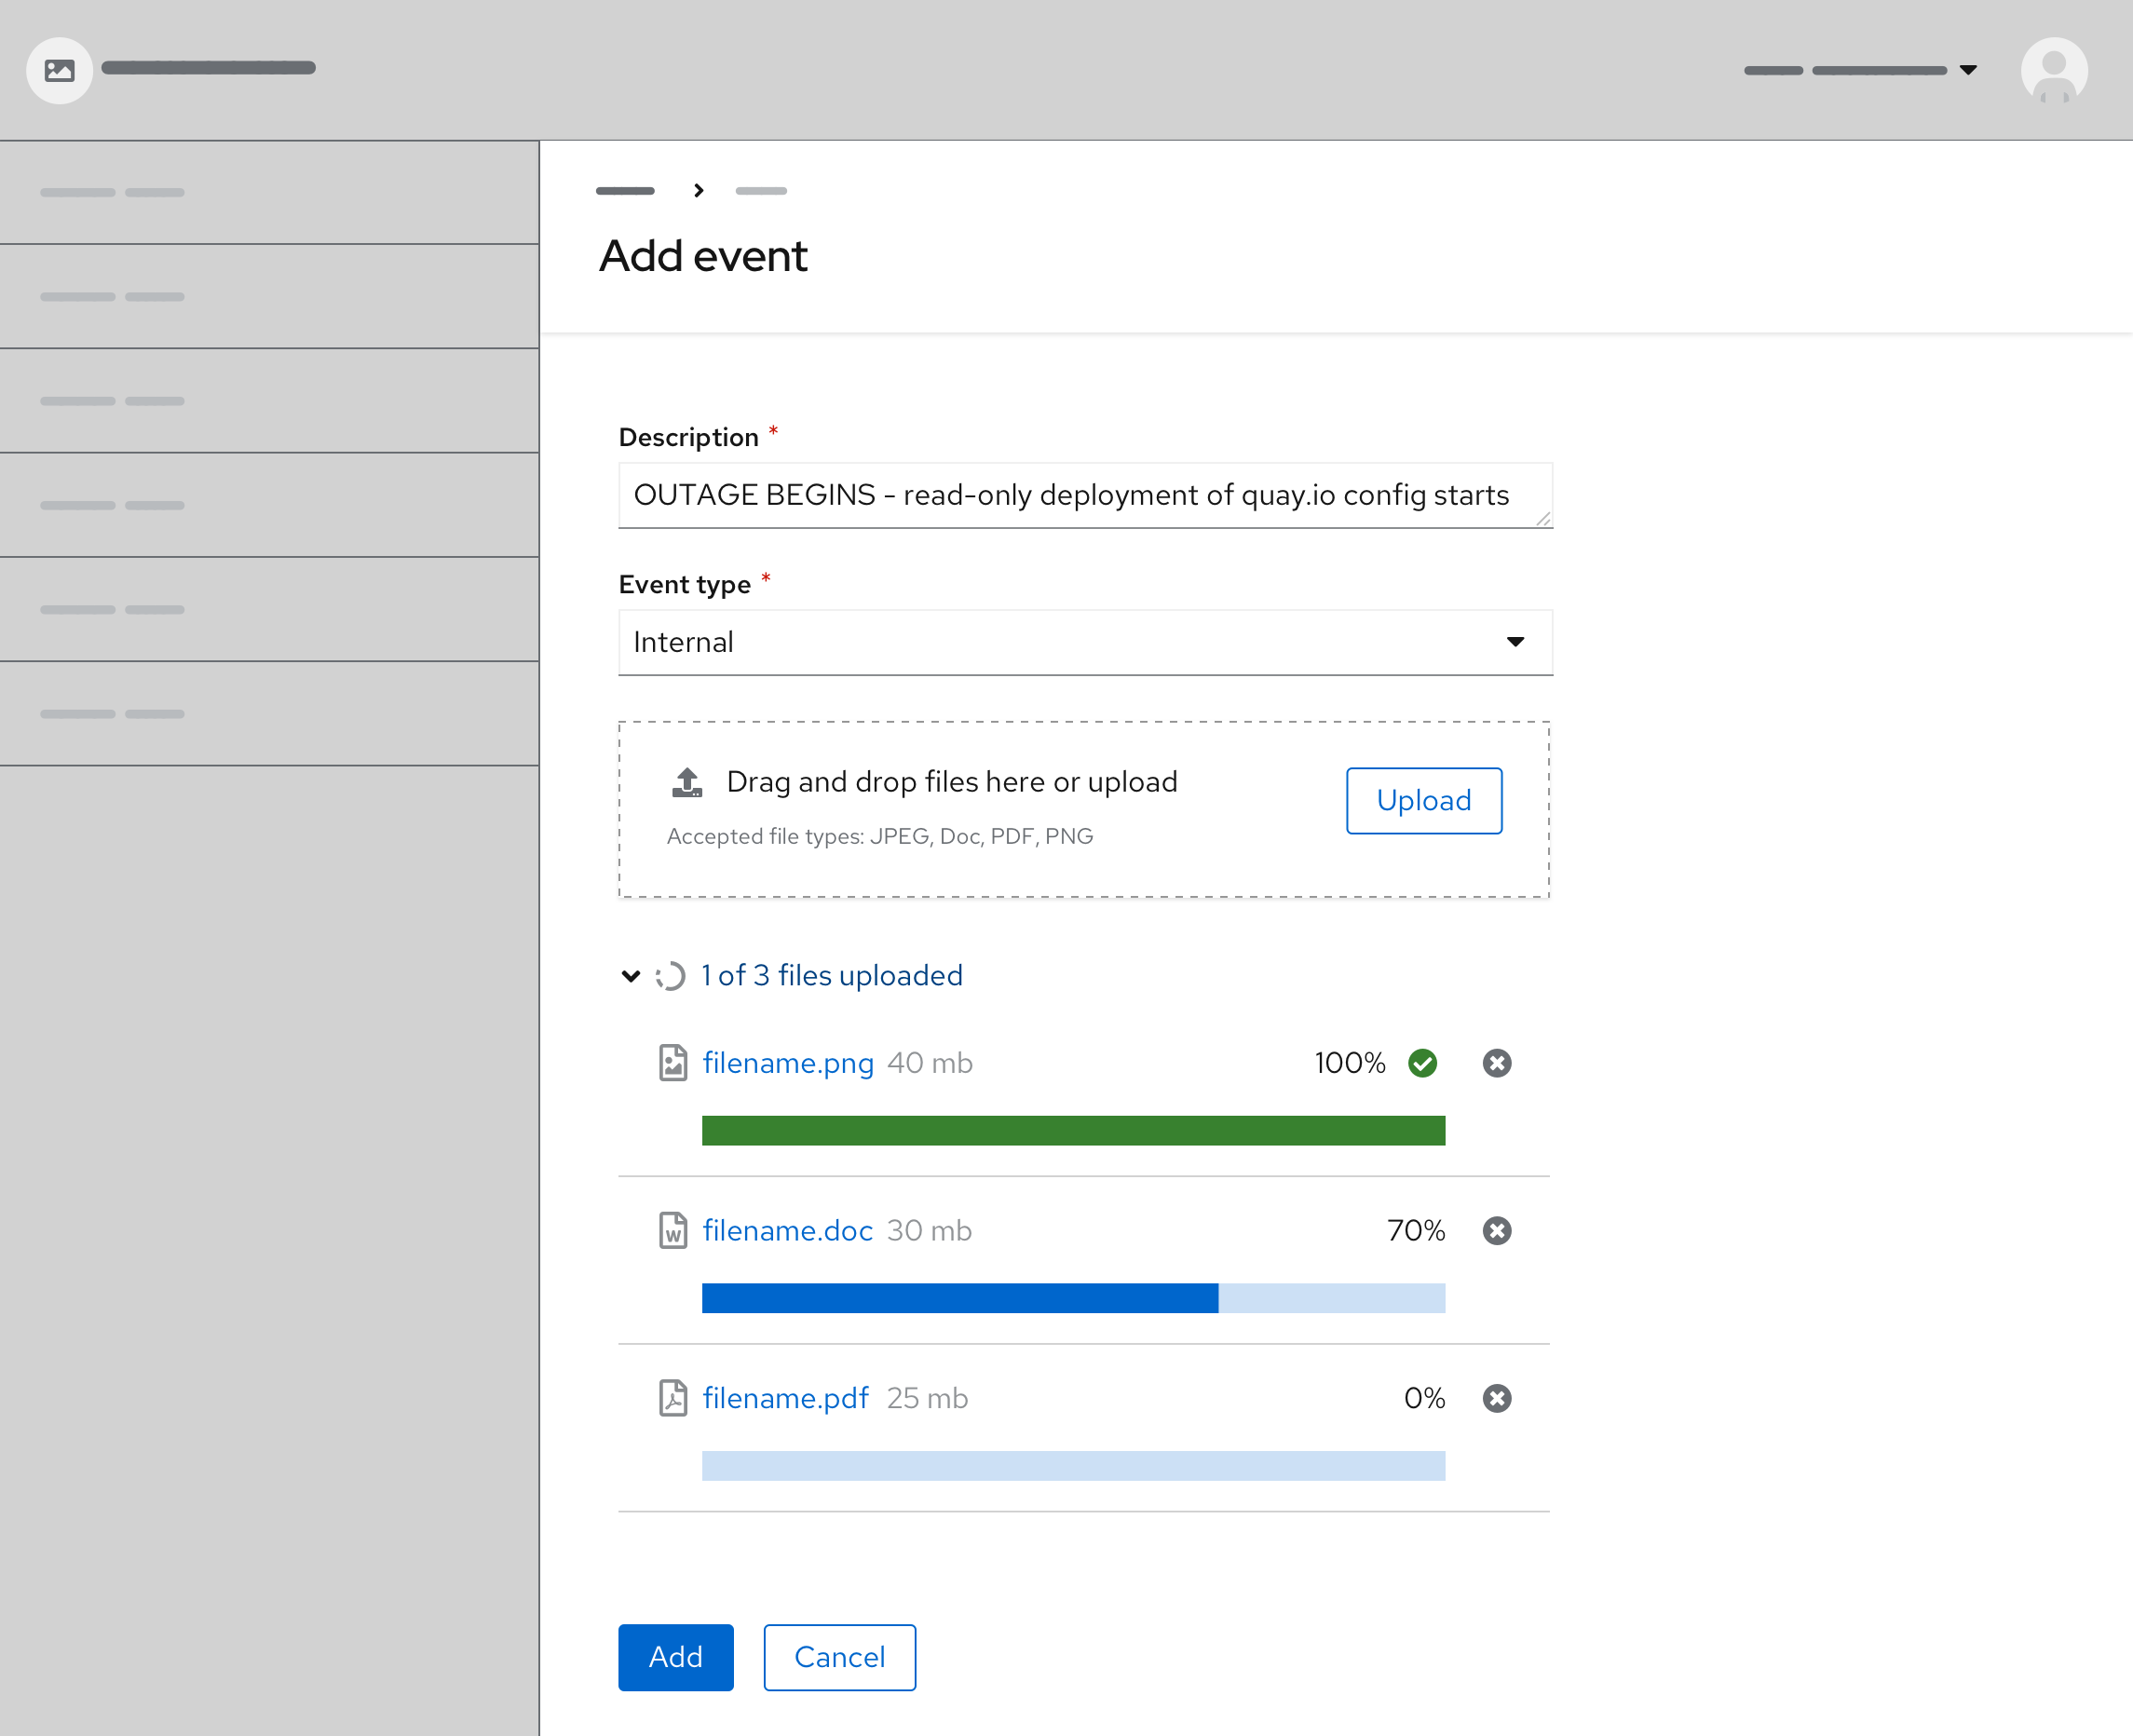 Add event
Description *
OUTAGE BEGINS - read-only deployment of quay.io config starts
Event type *
Internal
Drag and drop files here or upload
Upload
Accepted file types: JPEG, Doc, PDF, PNG
1 of 3 files uploaded
filename.png 40 mb 100%
filename.doc 30 mb 70%
filename.pdf 25 mb 0%
Add Cancel